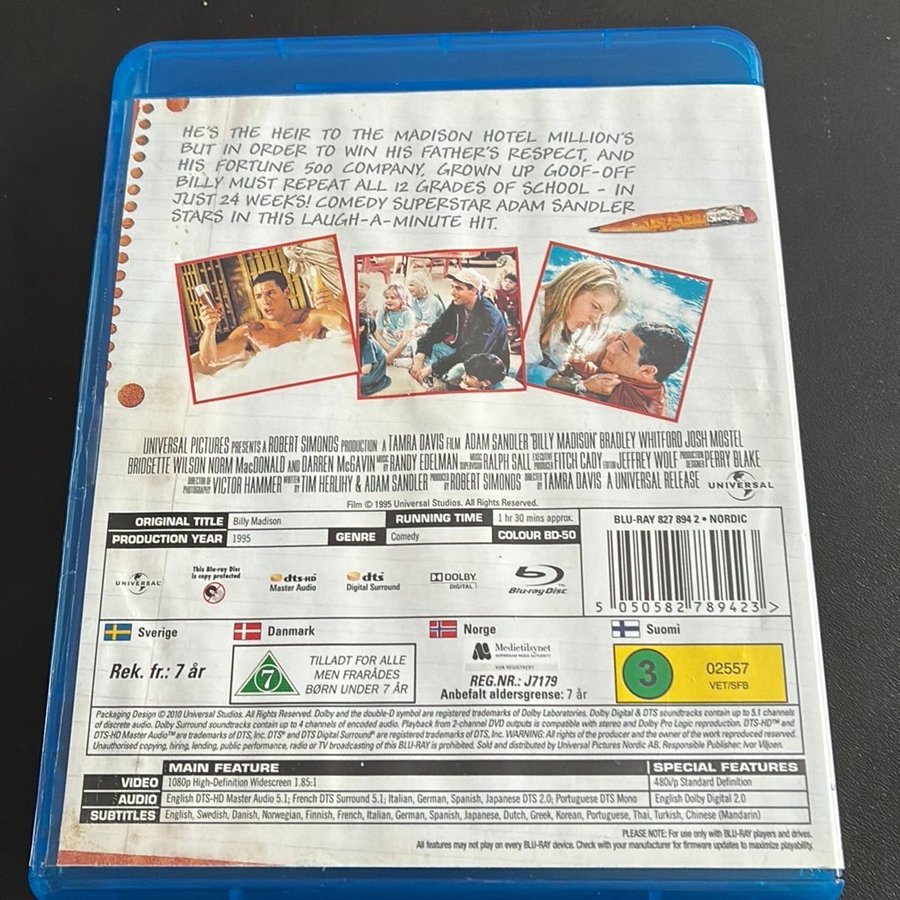 HE'S THE HEIR TO THE MADISON HOTEL MILLION'S
BUT IN ORDER TO WIN HIS FATHER'S RESPECT, AND
HIS FORTUNE 500 COMPANY, GROWN UP GOOF-OFF
BILLY MUST REPEAT ALL 12 GRADES OF SCHOOL - IN
JUST 24 WEEKS! COMEDY SUPERSTAR ADAM SANDLER
STARS IN THIS LAUGH-A-MINUTE HIT.
UNIVERSAL PICTURES PRESENTS A ROBERT SIMONDS PRODUCTION A TAMRA DAVIS FILM ADAM SANDLER "BILLY MADISON" BRADLEY WHITFORD JOSH MOSTEL
BRIDGETTE WILSON NORM MacDONALD AND DARREN McGAVIN MUSIC BY RANDY EDELMAN MUSIC SUPERVISOR RALPH SALL EXECUTIVE PRODUCER FITCH CADY EDITOR JEFFREY WOLF PRODUCTION DESIGNER PERRY BLAKE
DIRECTOR OF PHOTOGRAPHY VICTOR HAMMER WRITTEN BY TIM HERLIHY & ADAM SANDLER PRODUCED BY ROBERT SIMONDS DIRECTED BY TAMRA DAVIS A UNIVERSAL RELEASE UNIVERSAL
Film © 1995 Universal Studios. All Rights Reserved.
ORIGINAL TITLE Billy Madison RUNNING TIME 1 hr 30 mins approx.
PRODUCTION YEAR 1995 GENRE Comedy COLOUR BD-50
BLU-RAY 827 894 2 • NORDIC
UNIVERSAL
This Blu-ray Disc
is copy protected
dts-HD
Master Audio
dts
Digital Surround
DOLBY
DIGITAL
Blu-ray Disc
5 050582 789423 >
Sverige Danmark Norge Suomi
Rek. fr.: 7 år
7
TILLADT FOR ALLE
MEN FRARÅDES
BØRN UNDER 7 ÅR
Medietilsynet
NORWEGIAN MEDIA AUTHORITY
KUN REGISTRERT
REG.NR.: J7179
Anbefalt aldersgrense: 7 år
3
02557
VET/SFB
Packaging Design © 2010 Universal Studios. All Rights Reserved. Dolby and the double-D symbol are registered trademarks of Dolby Laboratories. Dolby Digital & DTS soundtracks contain up to 5.1 channels
of discrete audio. Dolby Surround soundtracks contain up to 4 channels of encoded audio. Playback from 2-channel DVD outputs is compatible with stereo and Dolby Pro Logic reproduction. DTS-HD™ and
DTS-HD Master Audio™ are trademarks of DTS, Inc. DTS® and DTS Digital Surround® are registered trademarks of DTS, Inc. WARNING: All rights of the producer and the owner of the work reproduced reserved.
Unauthorised copying, hiring, lending, public performance, radio or TV broadcasting of this BLU-RAY is prohibited. Sold and distributed by Universal Pictures Nordic AB, Responsible Publisher: Ivor Viljoen.
MAIN FEATURE SPECIAL FEATURES
VIDEO 1080p High-Definition Widescreen 1.85:1 480i/p Standard Definition
AUDIO English DTS-HD Master Audio 5.1; French DTS Surround 5.1; Italian, German, Spanish, Japanese DTS 2.0; Portuguese DTS Mono English Dolby Digital 2.0
SUBTITLES English, Swedish, Danish, Norwegian, Finnish, French, Italian, German, Spanish, Japanese, Dutch, Greek, Korean, Portuguese, Thai, Turkish, Chinese (Mandarin)
PLEASE NOTE: For use only with BLU-RAY players and drives.
All features may not play on every BLU-RAY device. Check with your manufacturer for firmware updates to maximize playability.